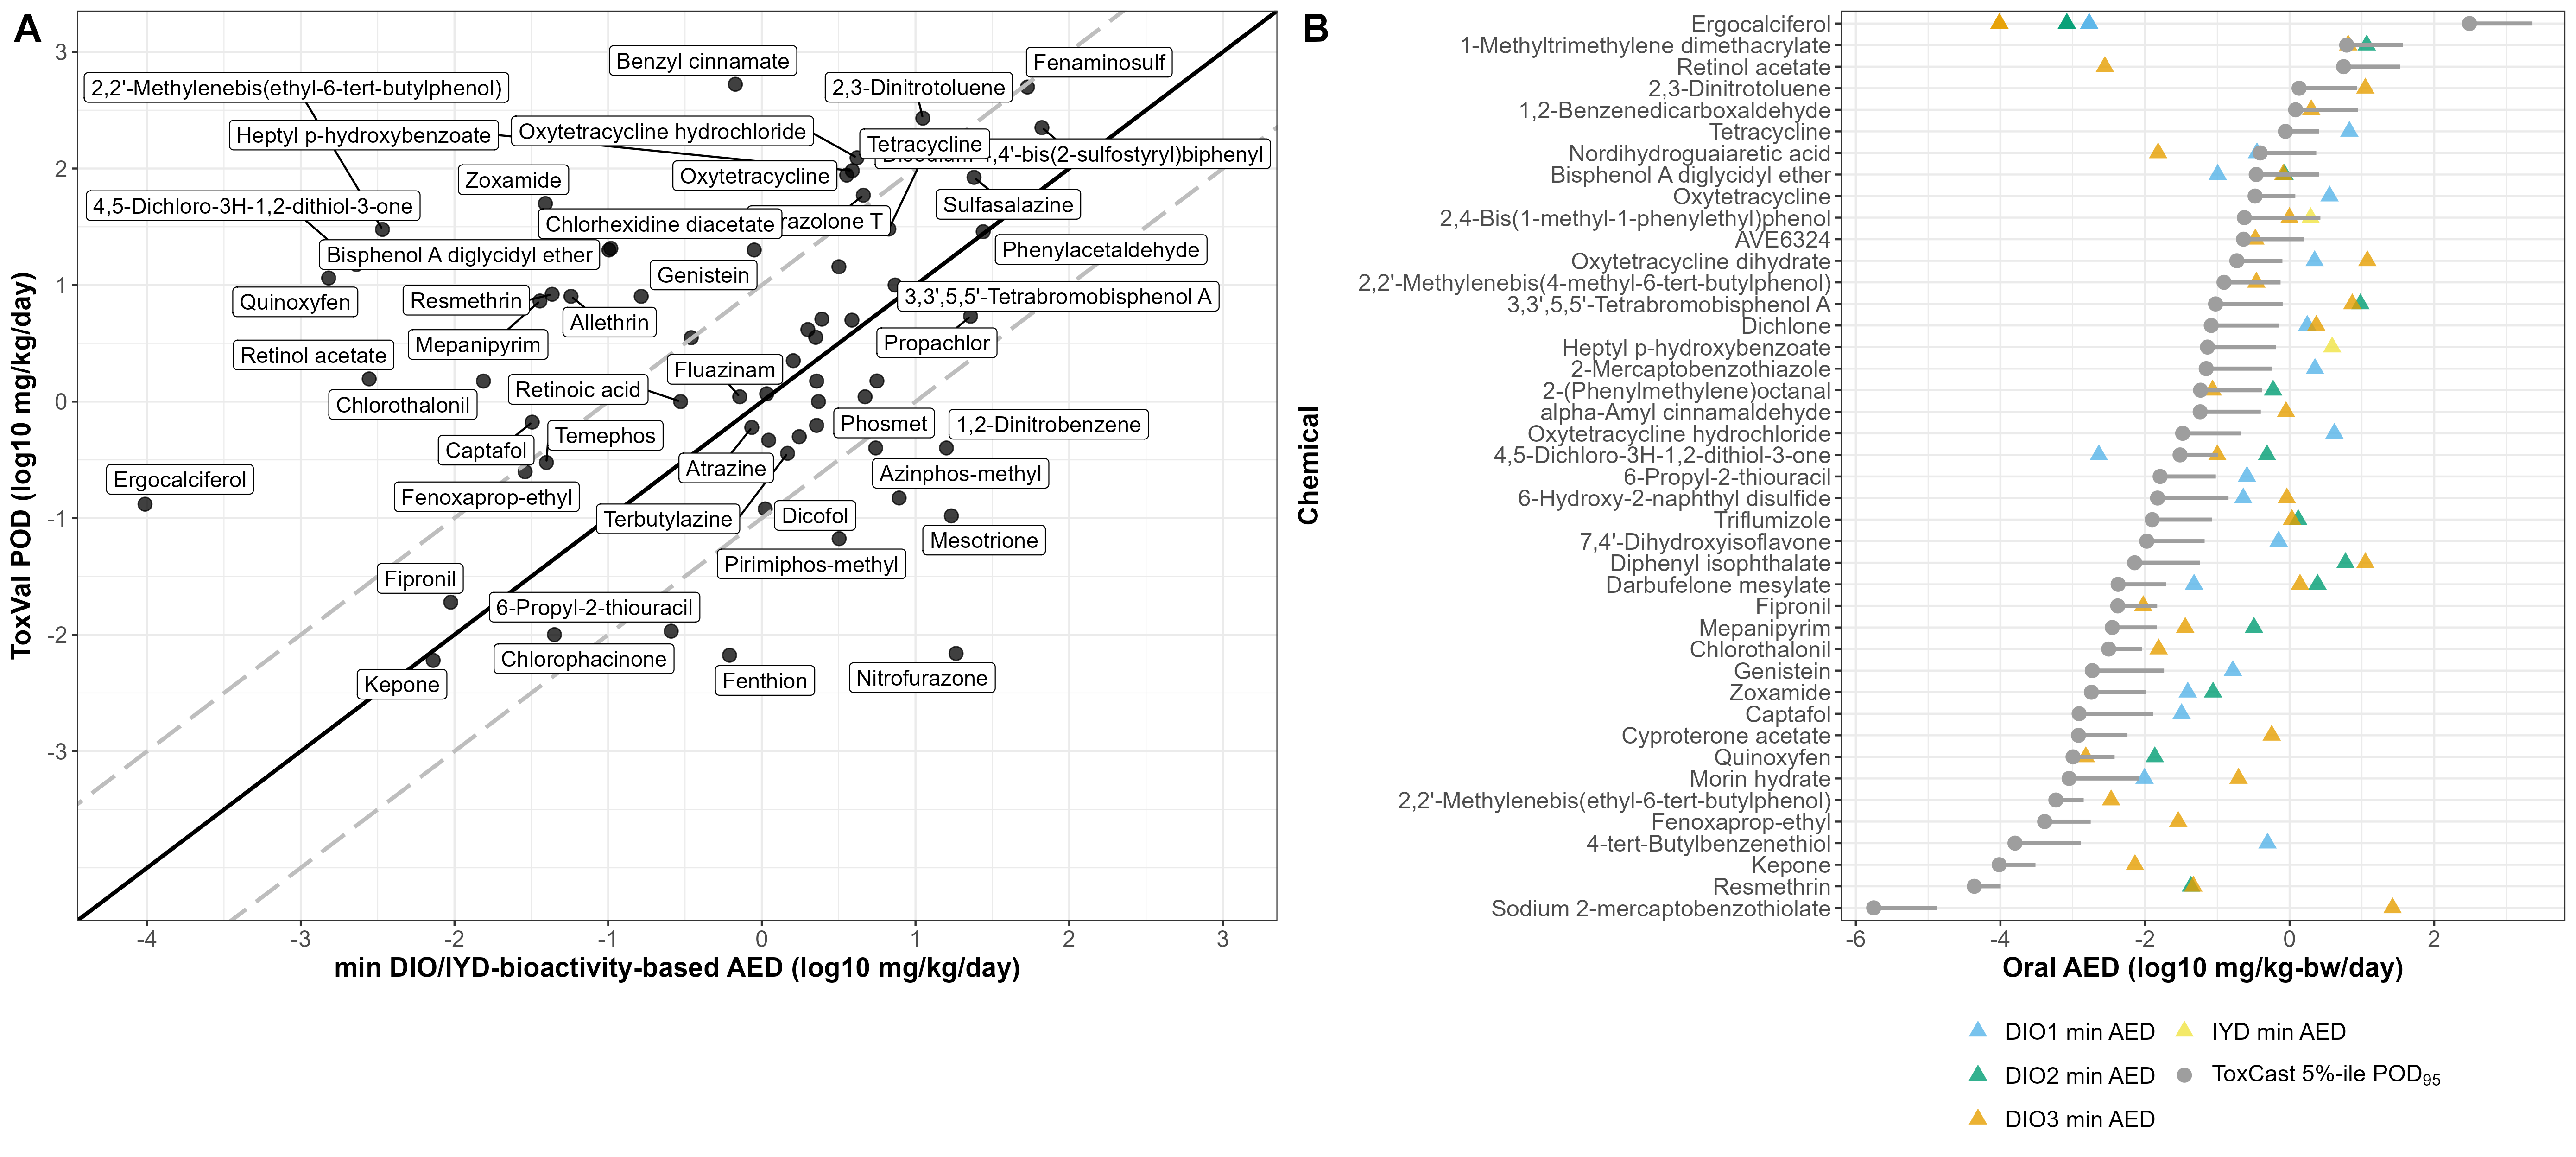 A
ToxVal POD (log10 mg/kg/day)
3
2
1
0
-1
-2
-3
Benzyl cinnamate
Fenaminosulf
2,2'-Methylenebis(ethyl-6-tert-butylphenol)
2,3-Dinitrotoluene
Heptyl p-hydroxybenzoate
Oxytetracycline hydrochloride
Tetracycline
4'-bis(2-sulfostyryl)biphenyl
Zoxamide
Oxytetracycline
4,5-Dichloro-3H-1,2-dithiol-3-one
Sulfasalazine
Chlorhexidine diacetate
razolone T
Bisphenol A diglycidyl ether
Phenylacetaldehyde
Genistein
Quinoxyfen
Resmethrin
3,3',5,5'-Tetrabromobisphenol A
Allethrin
Mepanipyrim
Propachlor
Retinol acetate
Fluazinam
Retinoic acid
Chlorothalonil
Phosmet
1,2-Dinitrobenzene
Temephos
Captafol
Atrazine
Azinphos-methyl
Ergocalciferol
Fenoxaprop-ethyl
Terbutylazine
Dicofol
Mesotrione
Pirimiphos-methyl
Fipronil
6-Propyl-2-thiouracil
Chlorophacinone
Kepone
Fenthion
Nitrofurazone
-4 -3 -2 -1 0 1 2 3
min DIO/IYD-bioactivity-based AED (log10 mg/kg/day)
B
Chemical
Ergocalciferol
1-Methyltrimethylene dimethacrylate
Retinol acetate
2,3-Dinitrotoluene
1,2-Benzenedicarboxaldehyde
Tetracycline
Nordihydroguaiaretic acid
Bisphenol A diglycidyl ether
Oxytetracycline
2,4-Bis(1-methyl-1-phenylethyl)phenol
AVE6324
Oxytetracycline dihydrate
2,2'-Methylenebis(4-methyl-6-tert-butylphenol)
3,3',5,5'-Tetrabromobisphenol A
Dichlone
Heptyl p-hydroxybenzoate
2-Mercaptobenzothiazole
2-(Phenylmethylene)octanal
alpha-Amyl cinnamaldehyde
Oxytetracycline hydrochloride
4,5-Dichloro-3H-1,2-dithiol-3-one
6-Propyl-2-thiouracil
6-Hydroxy-2-naphthyl disulfide
Triflumizole
7,4'-Dihydroxyisoflavone
Diphenyl isophthalate
Darbufelone mesylate
Fipronil
Mepanipyrim
Chlorothalonil
Genistein
Zoxamide
Captafol
Cyproterone acetate
Quinoxyfen
Morin hydrate
2,2'-Methylenebis(ethyl-6-tert-butylphenol)
Fenoxaprop-ethyl
4-tert-Butylbenzenethiol
Kepone
Resmethrin
Sodium 2-mercaptobenzothiolate
-6 -4 -2 0 2
Oral AED (log10 mg/kg-bw/day)
DIO1 min AED
DIO2 min AED
DIO3 min AED
IYD min AED
ToxCast 5%-ile POD95